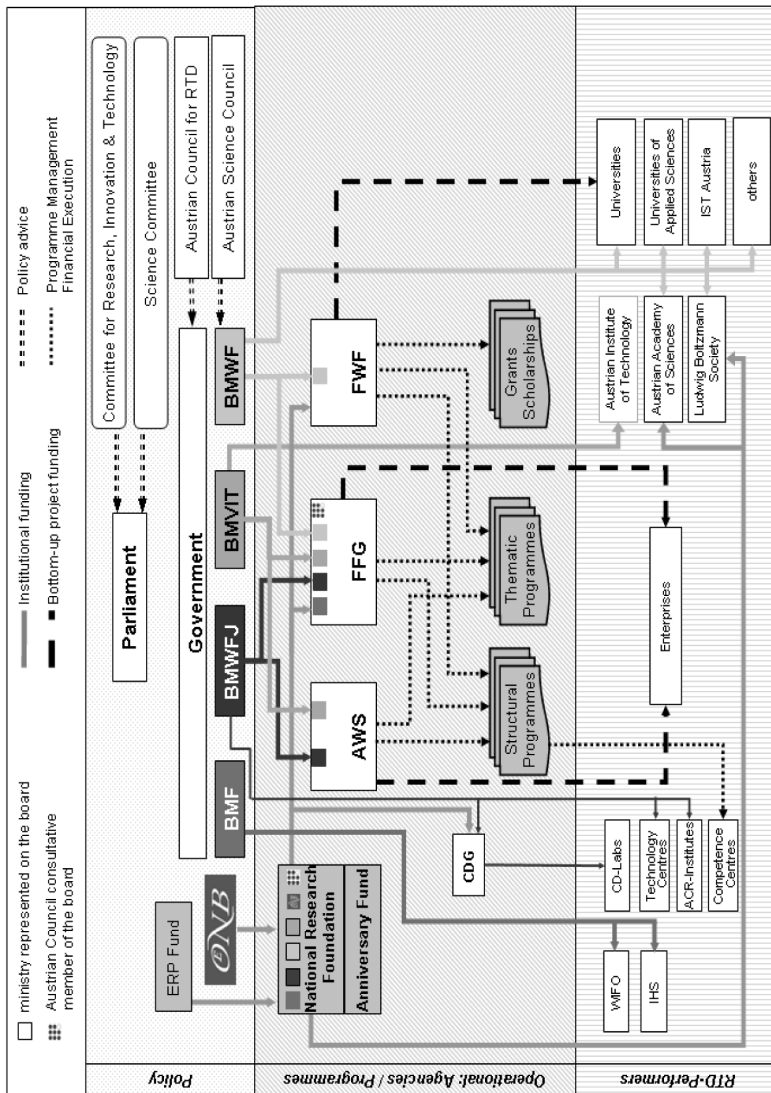 ministry represented on the board
Austrian Council consultative
member of the board
Institutional funding
Bottom-up project funding
Policy advice
Programme Management
Financial Execution
Policy
ERP Fund
ONB
Parliament
Committee for Research, Innovation & Technology
Science Committee
Government
Austrian Council for RTD
Austrian Science Council
BMF
BMWFJ
BMVIT
BMWF
Operational: Agencies / Programmes
National Research
Foundation
Anniversary Fund
AWS
FFG
FWF
CDG
Structural
Programmes
Thematic
Programmes
Grants
Scholarships
RTD-Performers
WIFO
IHS
CD-Labs
Technology
Centres
ACR-Institutes
Competence
Centres
Enterprises
Austrian Institute
of Technology
Austrian Academy
of Sciences
Ludwig Boltzmann
Society
Universities
Universities of
Applied Sciences
IST Austria
others